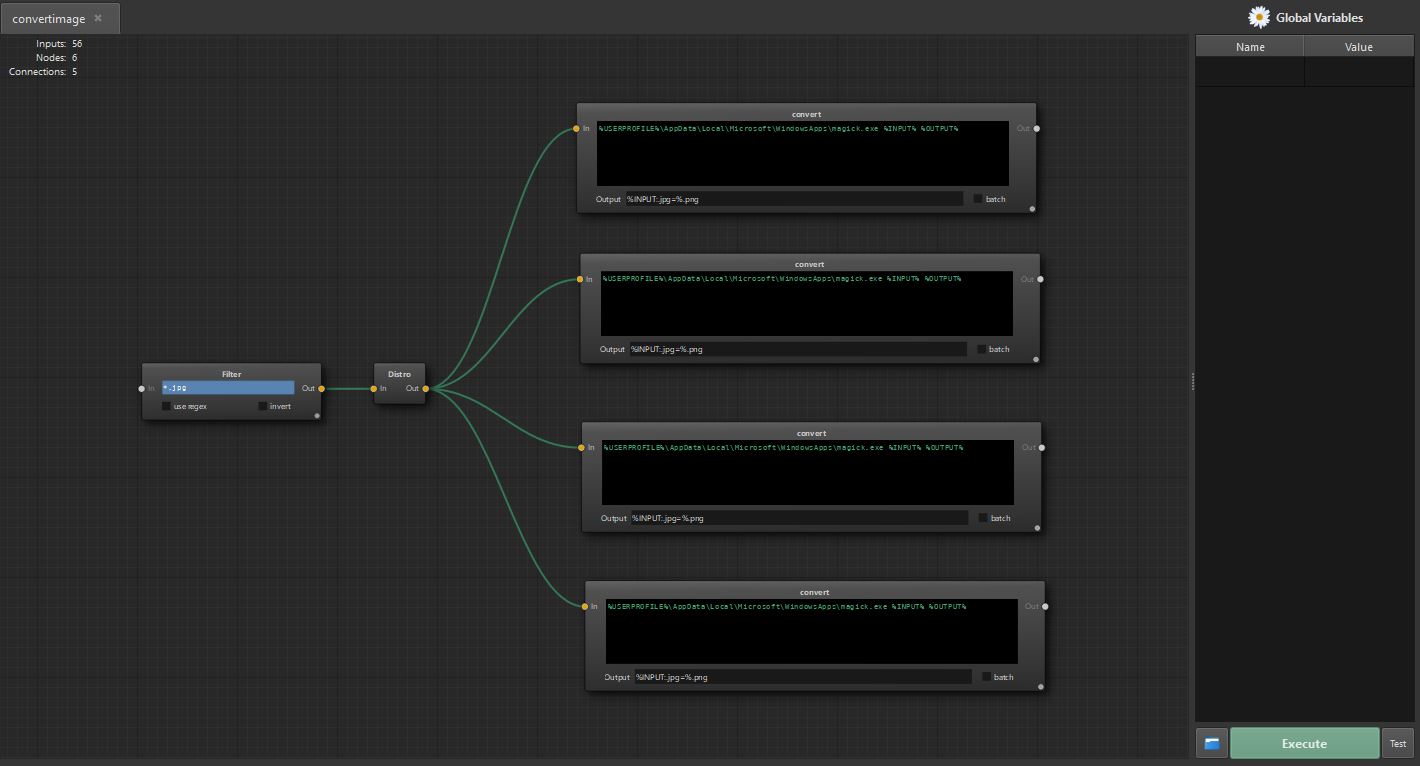 convertimage ×
Global Variables
Inputs: 56
Nodes: 6
Connections: 5
Name Value
convert
In %USERPROFILE%\AppData\Local\Microsoft\WindowsApps\magick.exe %INPUT% %OUTPUT% Out
Output %INPUT:.jpg=%.png batch
convert
In %USERPROFILE%\AppData\Local\Microsoft\WindowsApps\magick.exe %INPUT% %OUTPUT% Out
Output %INPUT:.jpg=%.png batch
Filter
In *.jpg Out
use regex invert
Distro
In Out
convert
In %USERPROFILE%\AppData\Local\Microsoft\WindowsApps\magick.exe %INPUT% %OUTPUT% Out
Output %INPUT:.jpg=%.png batch
convert
In %USERPROFILE%\AppData\Local\Microsoft\WindowsApps\magick.exe %INPUT% %OUTPUT% Out
Output %INPUT:.jpg=%.png batch
Execute Test